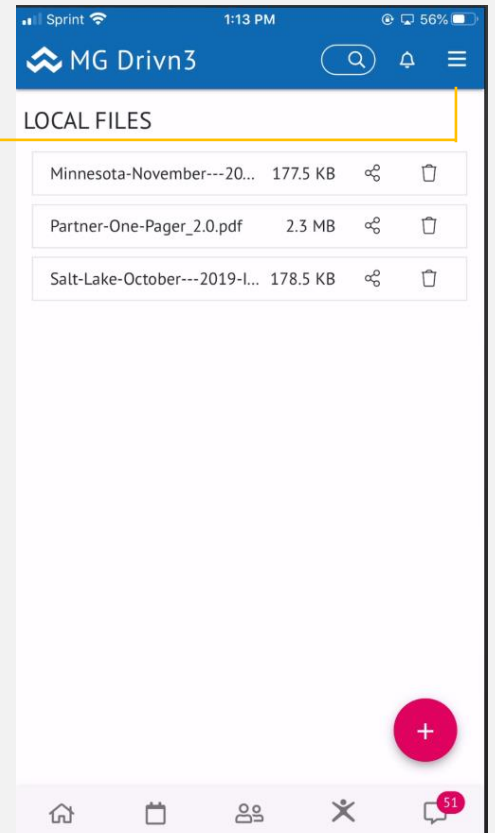 Sprint 1:13 PM 56%
MG Drivn3
LOCAL FILES
Minnesota-November---20... 177.5 KB
Partner-One-Pager_2.0.pdf 2.3 MB
Salt-Lake-October---2019-I... 178.5 KB
+
51